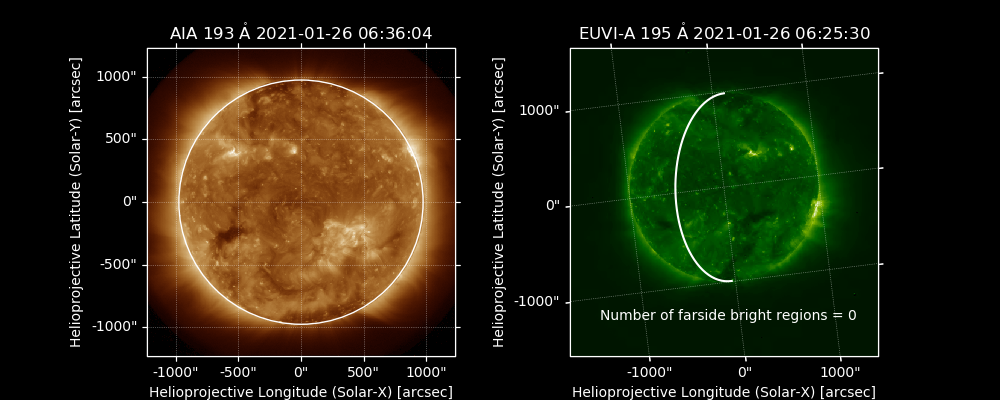 AIA 193 Å 2021-01-26 06:36:04
Helioprojective Latitude (Solar-Y) [arcsec]
1000"
500"
0"
-500"
-1000"
-1000"  -500"  0"  500"  1000"
Helioprojective Longitude (Solar-X) [arcsec]
EUVI-A 195 Å 2021-01-26 06:25:30
Helioprojective Latitude (Solar-Y) [arcsec]
1000"
0"
-1000"
Number of farside bright regions = 0
-1000"  0"  1000"
Helioprojective Longitude (Solar-X) [arcsec]